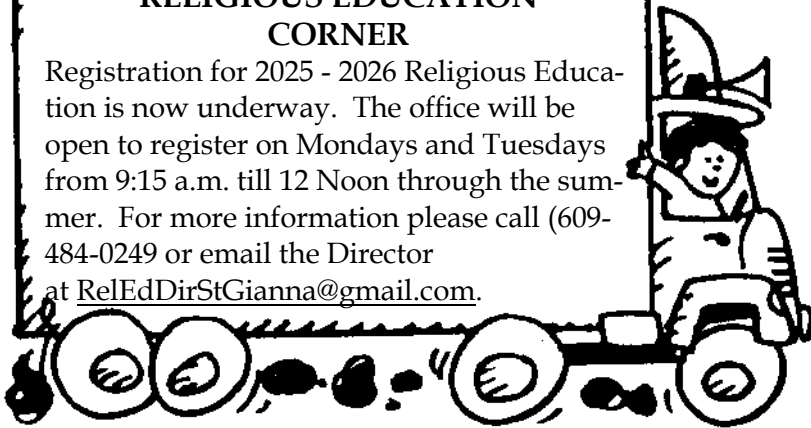 RELIGIOUS EDUCATION
CORNER
Registration for 2025 - 2026 Religious Educa-
tion is now underway.  The office will be
open to register on Mondays and Tuesdays
from 9:15 a.m. till 12 Noon through the sum-
mer.  For more information please call (609-
484-0249 or email the Director
at RelEdDirStGianna@gmail.com.